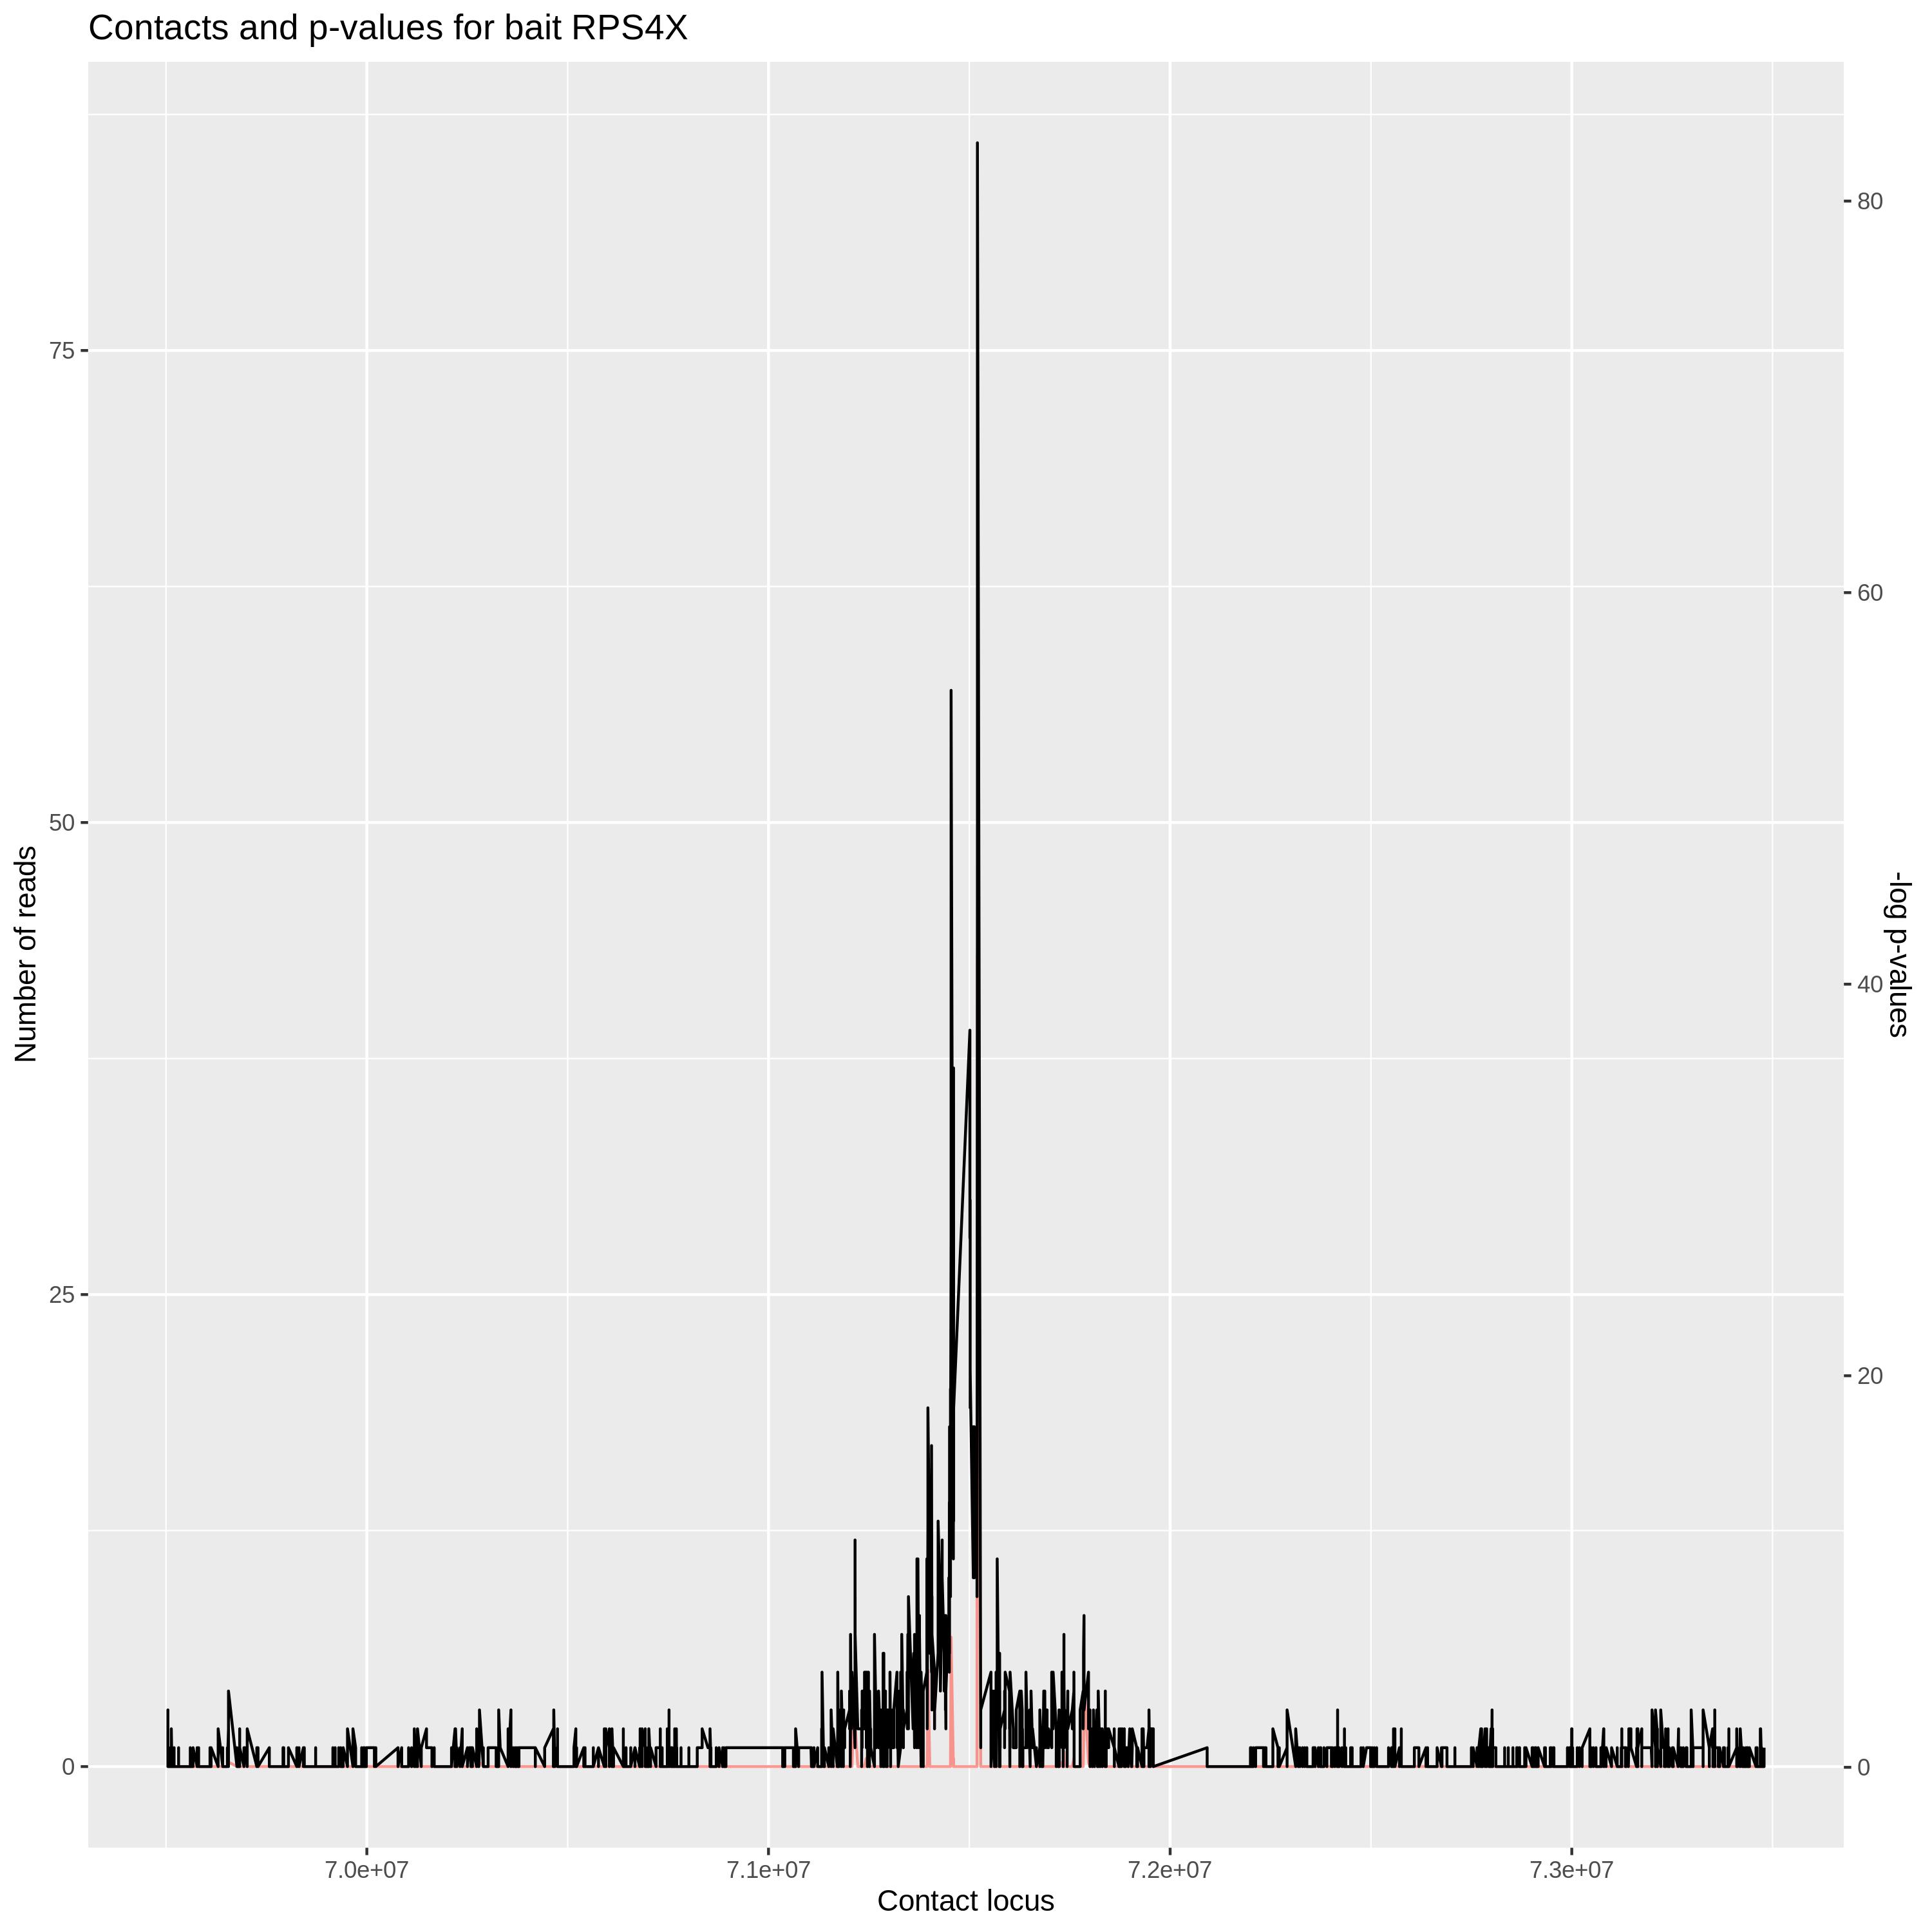 Contacts and p-values for bait RPS4X
75
50
25
0
Number of reads
80
60
40
20
0
-log p-values
7.0e+07
7.1e+07
7.2e+07
7.3e+07
Contact locus